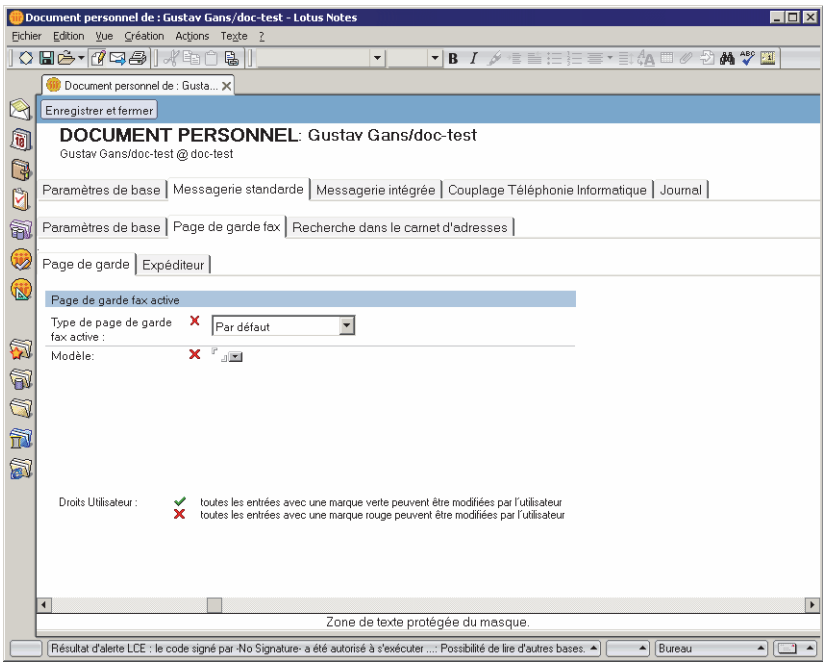 Document personnel de : Gustav Gans/doc-test - Lotus Notes
Fichier Edition Vue Création Actions Texte ?
Document personnel de : Gusta...
Enregistrer et fermer
DOCUMENT PERSONNEL: Gustav Gans/doc-test
Gustav Gans/doc-test @ doc-test
Paramètres de base Messagerie standarde Messagerie intégrée Couplage Téléphonie Informatique Journal
Paramètres de base Page de garde fax Recherche dans le carnet d'adresses
Page de garde Expéditeur
Page de garde fax active
Type de page de garde
fax active :
Par défaut
Modèle:
Droits Utilisateur : toutes les entrées avec une marque verte peuvent être modifiées par l'utilisateur
toutes les entrées avec une marque rouge peuvent être modifiées par l'utilisateur
Zone de texte protégée du masque.
Résultat d'alerte LCE : le code signé par -No Signature- a été autorisé à s'exécuter ...: Possibilité de lire d'autres bases. Bureau